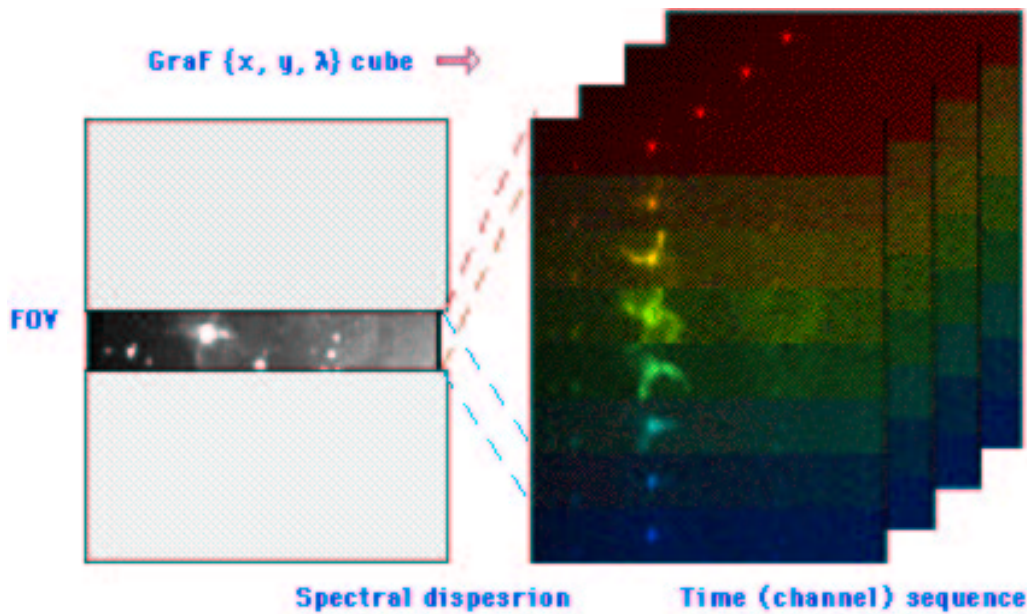 GraF {x, y, λ} cube
FOV
Spectral dispesrion
Time (channel) sequence